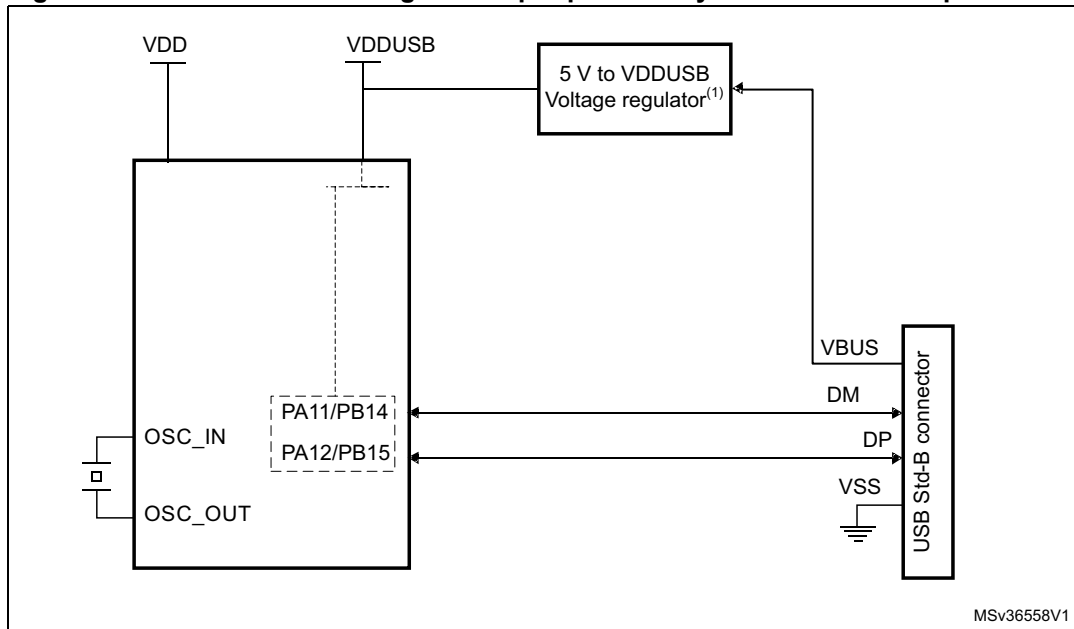 VDD
VDDUSB
5 V to VDDUSB
Voltage regulator(1)
VBUS
DM
PA11/PB14
DP
OSC_IN
PA12/PB15
VSS
OSC_OUT
USB Std-B connector
MSv36558V1